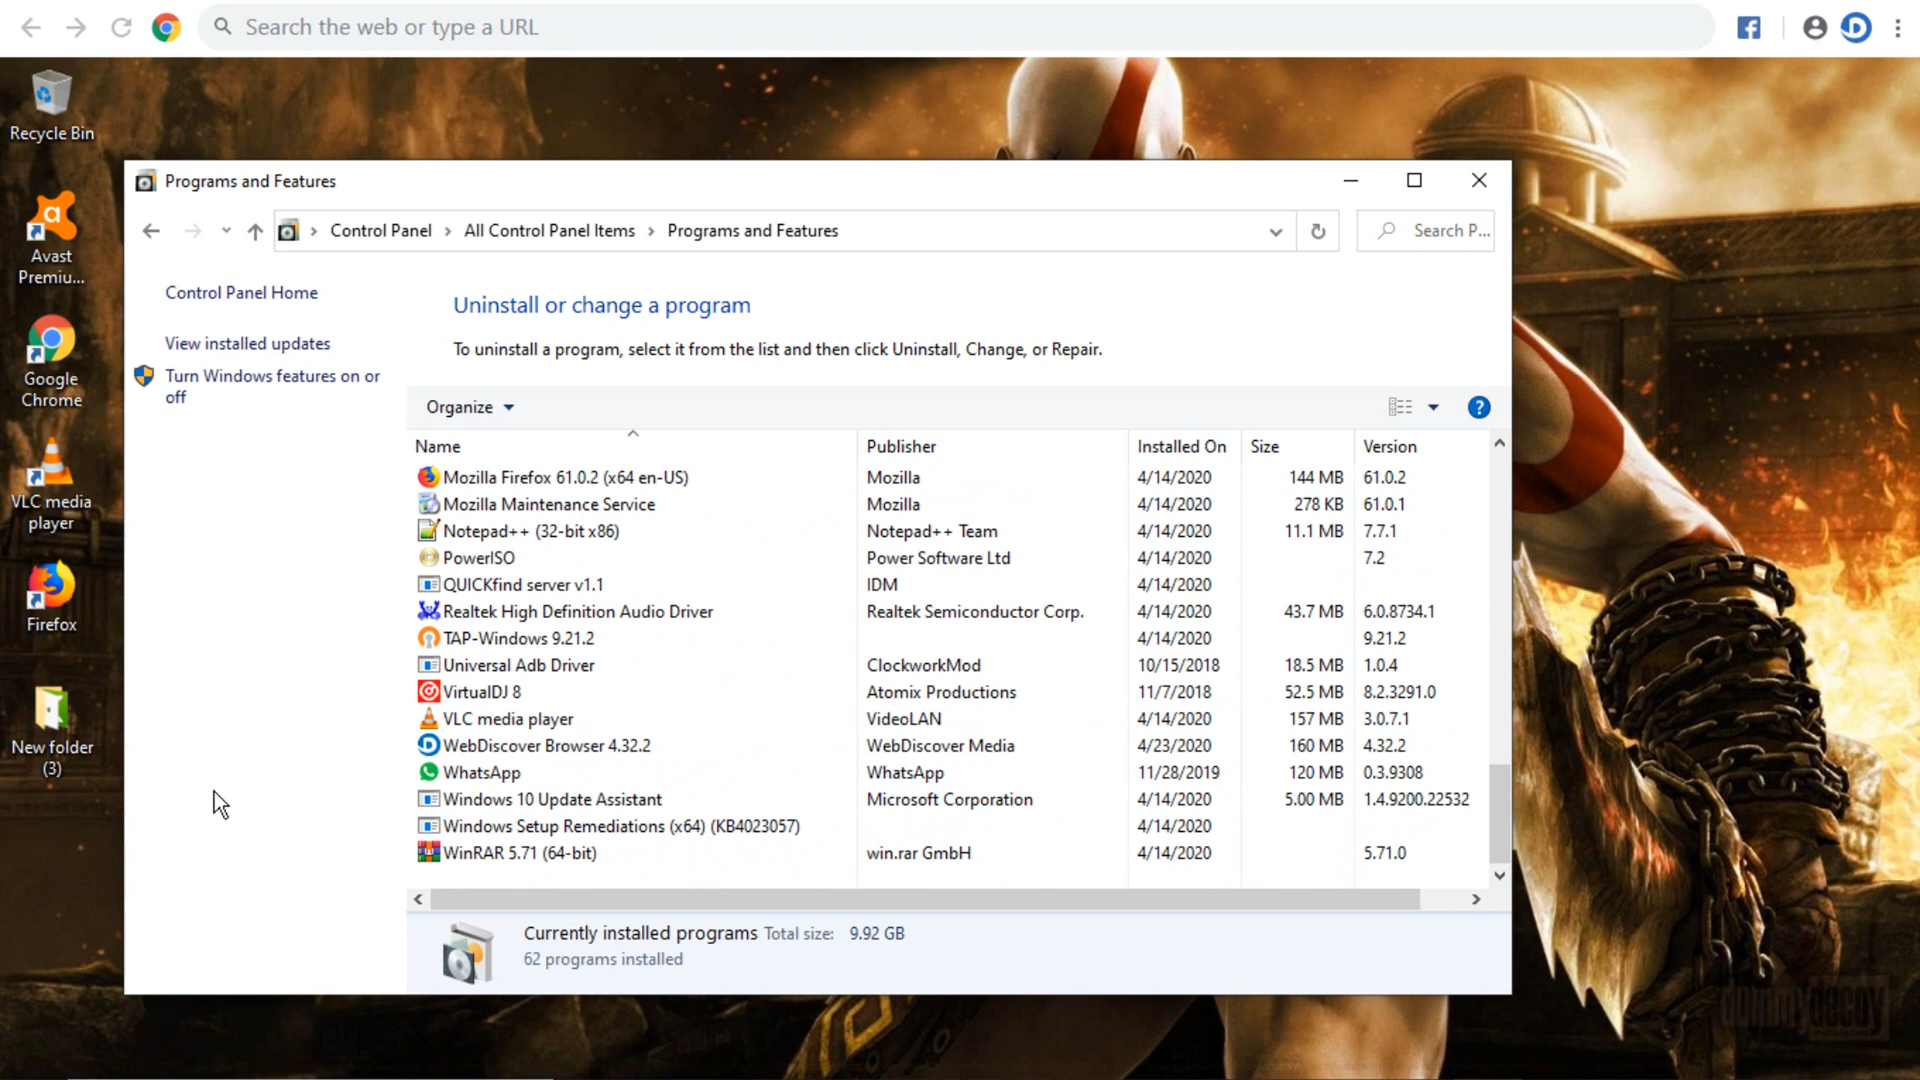 Search the web or type a URL
Recycle Bin
Avast
Premiu...
Google
Chrome
VLC media
player
Firefox
New folder
(3)
Programs and Features
Control Panel > All Control Panel Items > Programs and Features
Search P...
Control Panel Home
View installed updates
Turn Windows features on or
off
Uninstall or change a program
To uninstall a program, select it from the list and then click Uninstall, Change, or Repair.
Organize
Name Publisher Installed On Size Version
Mozilla Firefox 61.0.2 (x64 en-US) Mozilla 4/14/2020 144 MB 61.0.2
Mozilla Maintenance Service Mozilla 4/14/2020 278 KB 61.0.1
Notepad++ (32-bit x86) Notepad++ Team 4/14/2020 11.1 MB 7.7.1
PowerISO Power Software Ltd 4/14/2020 7.2
QUICKfind server v1.1 IDM 4/14/2020
Realtek High Definition Audio Driver Realtek Semiconductor Corp. 4/14/2020 43.7 MB 6.0.8734.1
TAP-Windows 9.21.2 4/14/2020 9.21.2
Universal Adb Driver ClockworkMod 10/15/2018 18.5 MB 1.0.4
VirtualDJ 8 Atomix Productions 11/7/2018 52.5 MB 8.2.3291.0
VLC media player VideoLAN 4/14/2020 157 MB 3.0.7.1
WebDiscover Browser 4.32.2 WebDiscover Media 4/23/2020 160 MB 4.32.2
WhatsApp WhatsApp 11/28/2019 120 MB 0.3.9308
Windows 10 Update Assistant Microsoft Corporation 4/14/2020 5.00 MB 1.4.9200.22532
Windows Setup Remediations (x64) (KB4023057) 4/14/2020
WinRAR 5.71 (64-bit) win.rar GmbH 4/14/2020 5.71.0
Currently installed programs Total size: 9.92 GB
62 programs installed
dummydecoy